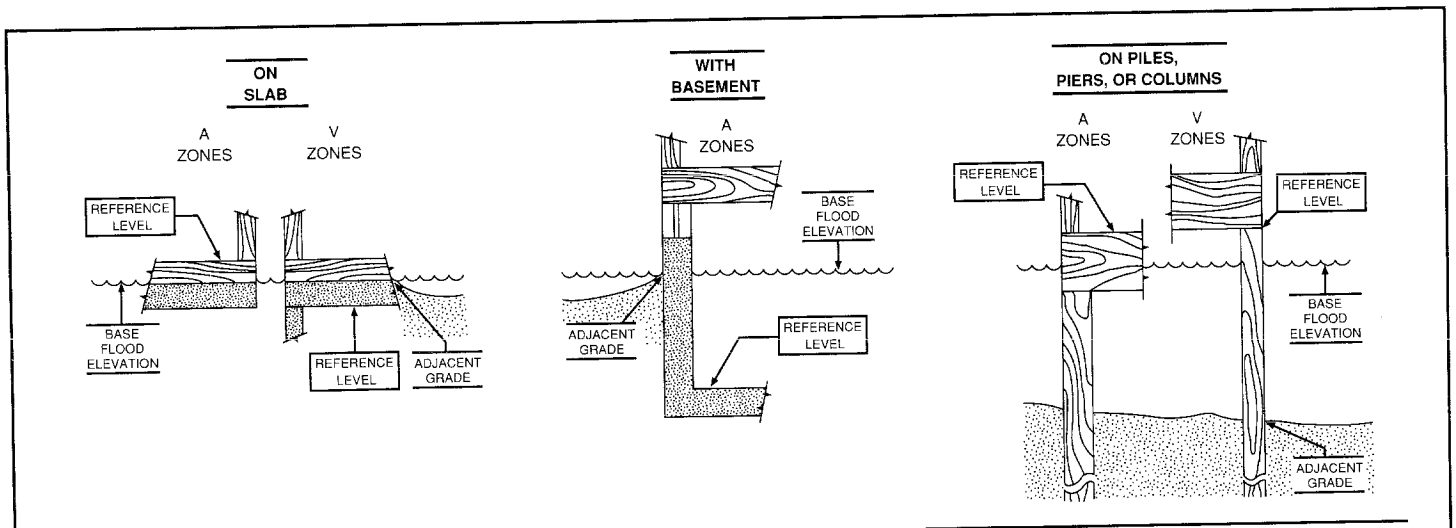 ON
SLAB
A
ZONES
V
ZONES
REFERENCE
LEVEL
BASE
FLOOD
ELEVATION
REFERENCE
LEVEL
ADJACENT
GRADE
WITH
BASEMENT
A
ZONES
BASE
FLOOD
ELEVATION
ADJACENT
GRADE
REFERENCE
LEVEL
ON PILES,
PIERS, OR COLUMNS
A
ZONES
V
ZONES
REFERENCE
LEVEL
REFERENCE
LEVEL
BASE
FLOOD
ELEVATION
ADJACENT
GRADE